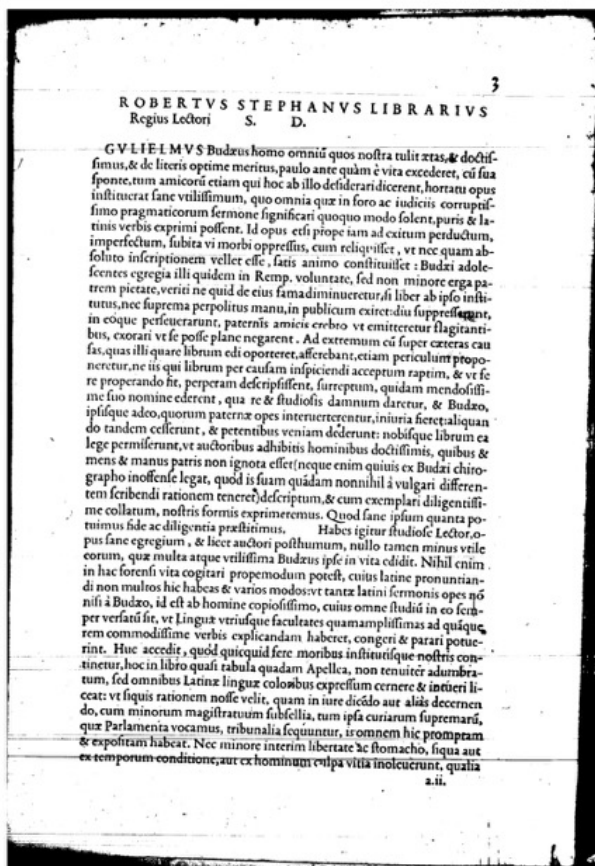 3
ROBERTVS STEPHANVS LIBRARIVS
Regius Lectori S. D.
GVLIELMVS Budæus homo omniū quos nostra tulit ætas, & doctis-
simus, & de literis optime meritus, paulo ante quàm è vita excederet, cū sua
sponte, tum amicorū etiam qui hoc ab illo desiderari dicerent, hortatu opus
instituerat sane vtilissimum, quo omnia quæ in foro ac iudiciis corruptis-
simo pragmaticorum sermone significari quoquo modo solent, puris & la-
tinis verbis exprimi possent. Id opus etsi prope iam ad exitum perductum,
imperfectum, subita vi morbi oppressus, cum reliquisset, vt nec quam ab-
soluto inscriptionem vellet esse, satis animo constituisset: Budæi adole-
scentes egregia illi quidem in Remp. voluntate, sed non minore erga pa-
trem pietate, veriti ne quid de eius fama diminueretur, si liber ab ipso insti-
tutus, nec suprema perpolitus manu, in publicum exiret: diu suppresserunt,
in eoque perseuerarunt, paternis amicis crebro vt emitteretur flagitanti-
bus, exorari vt se posse plane negarent. Ad extremum cū super cæteras cau
sas, quas illi quare librum edi oporteret, afferebant, etiam periculum propo-
neretur, ne iis qui librum per causam inspiciendi acceptum raptim, & vt fe
re properando fit, perperam descripsissent, surreptum, quidam mendosissi-
me suo nomine ederent, qua re & studiosis damnum daretur, & Budæo,
ipsisque adeo, quorum paternæ opes interuerterentur, iniuria fieret: aliquan
do tandem cesserunt, & petentibus veniam dederunt: nobisque librum ea
lege permiserunt, vt auctoribus adhibitis hominibus doctissimis, quibus &
mens & manus patris non ignota esset (neque enim quiuis ex Budæi chiro-
grapho inoffense legat, quod is suam quádam nonnihil à vulgari differen-
tem scribendi rationem teneret) descriptum, & cum exemplari diligentissi-
me collatum, nostris formis exprimeremus. Quod sane ipsum quanta po-
tuimus fide ac diligentia præstitimus. Habes igitur studiose Lector, o-
pus sane egregium, & licet auctori posthumum, nullo tamen minus vtile
eorum, quæ multa atque vtilissima Budæus ipse in vita edidit. Nihil enim
in hac forensi vita cogitari propemodum potest, cuius latine pronuntian-
di non multos hic habeas & varios modos: vt tantæ latini sermonis opes nō
nisi à Budæo, id est ab homine copiosissimo, cuius omne studiū in eo sem-
per versatū sit, vt Linguæ vtriusque facultates quamamplissimas ad quáque
rem commodissime verbis explicandam haberet, congeri & parari potue-
rint. Huc accedit, quòd quicquid fere moribus institutisque nostris con-
tinetur, hoc in libro quasi tabula quadam Apellea, non tenuiter adumbra-
tum, sed omnibus Latinæ linguæ coloribus expressum cernere & intueri li-
ceat: vt siquis rationem nosse velit, quam in iure dicédo aut aliàs decernen
do, cum minorum magistratuum subsellia, tum ipsa curiarum supremarū,
quæ Parlamenta vocamus, tribunalia sequuntur, is omnem hic promptam
& expositam habeat. Nec minore interim libertate ac stomacho, siqua aut
ex temporum conditione, aut ex hominum culpa vitia inoleuerunt, qualia
a.ii.